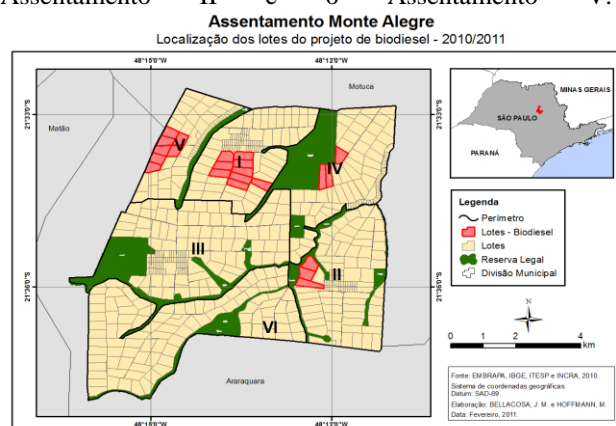 Assentamento II e o Assentamento V.
Assentamento Monte Alegre
Localização dos lotes do projeto de biodiesel - 2010/2011
48°15'0"W 48°12'0"W
Motuca
Matão
21°33'0"S
21°33'0"S
V
I
IV
III
II
VI
21°36'0"S
21°36'0"S
Araraquara
48°15'0"W 48°12'0"W
MINAS GERAIS
SÃO PAULO
PARANÁ
Legenda
Perímetro
Lotes - Biodiesel
Lotes
Reserva Legal
Divisão Municipal
N
0 1 2 4
km
Fonte: EMBRAPA, IBGE, ITESP e INCRA, 2010.
Sistema de coordenadas geográficas.
Datum: SAD-69
Elaboração: BELLACOSA, J. M. e HOFFMANN, M.
Data: Fevereiro, 2011.